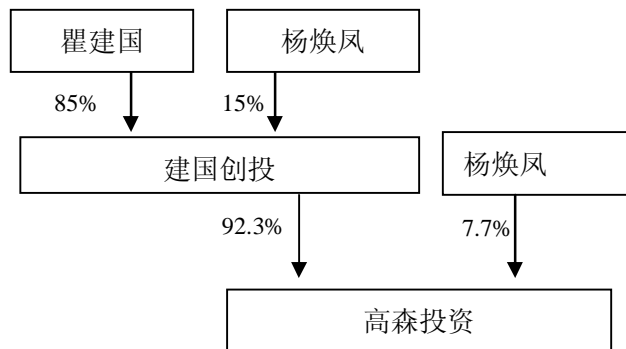 瞿建国
杨焕凤
85%
15%
建国创投
杨焕凤
92.3%
7.7%
高森投资